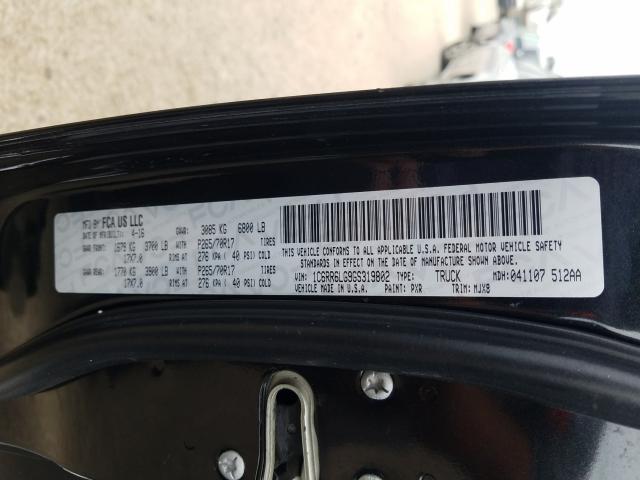 MFD BY FCA US LLC
DATE OF MFR(BUILT): 4-16 GVWR: 3085 KG 6800 LB
GAWR FRONT: 1679 KG 3700 LB WITH P265/70R17 TIRES
17X7.0 RIMS AT 276 KPA ( 40 PSI) COLD
GAWR REAR: 1770 KG 3900 LB WITH P265/70R17 TIRES
17X7.0 RIMS AT 276 KPA ( 40 PSI) COLD
THIS VEHICLE CONFORMS TO ALL APPLICABLE U.S.A. FEDERAL MOTOR VEHICLE SAFETY
STANDARDS IN EFFECT ON THE DATE OF MANUFACTURE SHOWN ABOVE.
VIN: 1C6RR6LG9GS319802 TYPE: TRUCK MDH: 041107 512AA
VEHICLE MADE IN U.S.A. PAINT: PXR TRIM: MJX8